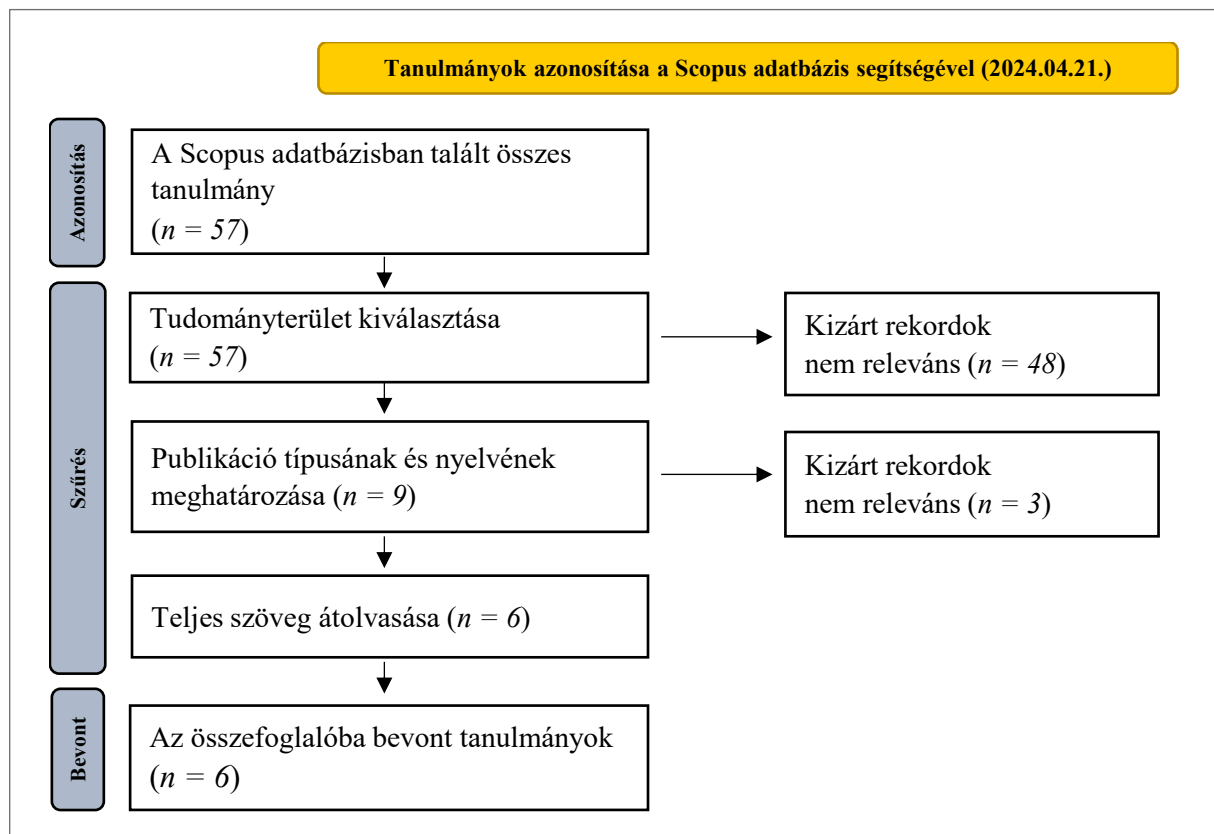 Tanulmányok azonosítása a Scopus adatbázis segítségével (2024.04.21.)
Azonosítás
A Scopus adatbázisban talált összes
tanulmány
(n = 57)
Szűrés
Tudományterület kiválasztása
(n = 57)
Kizárt rekordok
nem releváns (n = 48)
Publikáció típusának és nyelvének
meghatározása (n = 9)
Kizárt rekordok
nem releváns (n = 3)
Teljes szöveg átolvasása (n = 6)
Bevont
Az összefoglalóba bevont tanulmányok
(n = 6)